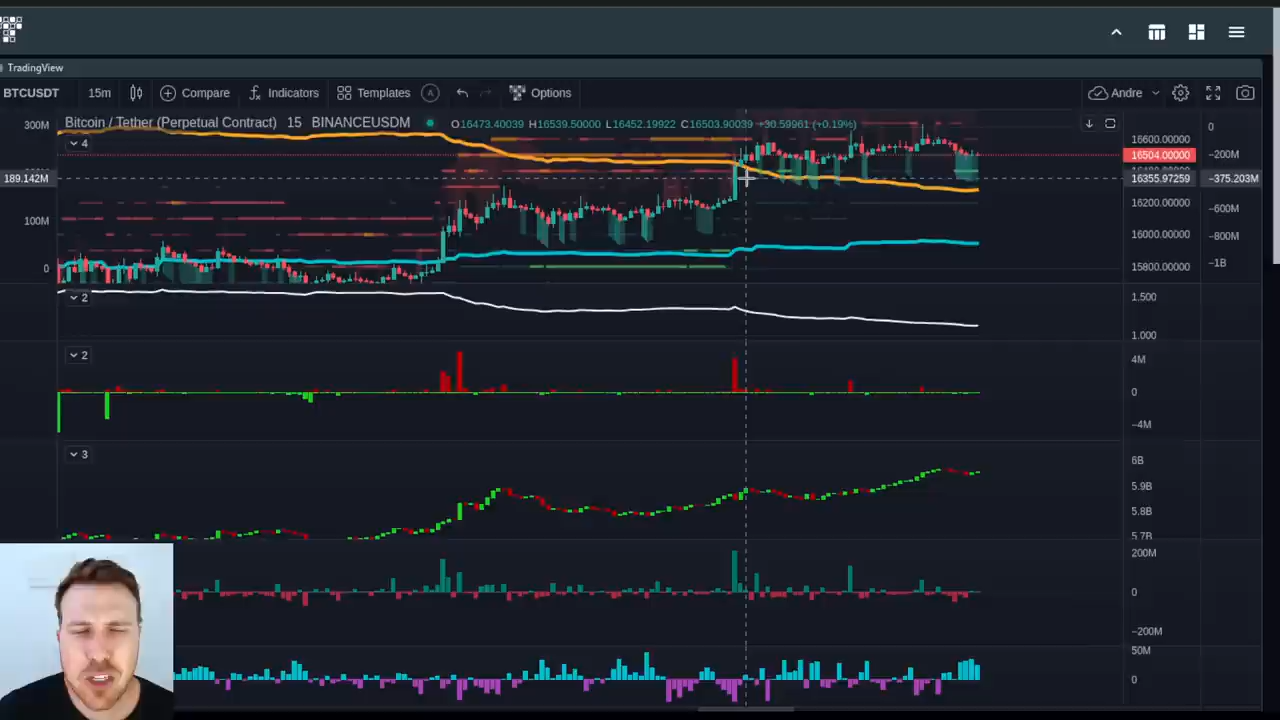 TradingView
BTCUSDT 15m Compare Indicators Templates A Options Andre
300M Bitcoin / Tether (Perpetual Contract) 15 BINANCEUSDM O16473.40039 H16539.50000 L16452.19922 C16503.90039 +30.59961 (+0.19%) 0
4 16600.00000
16504.00000 −200M
189.142M 16355.97259 −375.203M
16200.00000 −600M
100M
16000.00000 −800M
0 15800.00000 −1B
2 1.500
1.000
2 4M
0
−4M
3 6B
5.9B
5.8B
5.7B
200M
0
−200M
50M
0